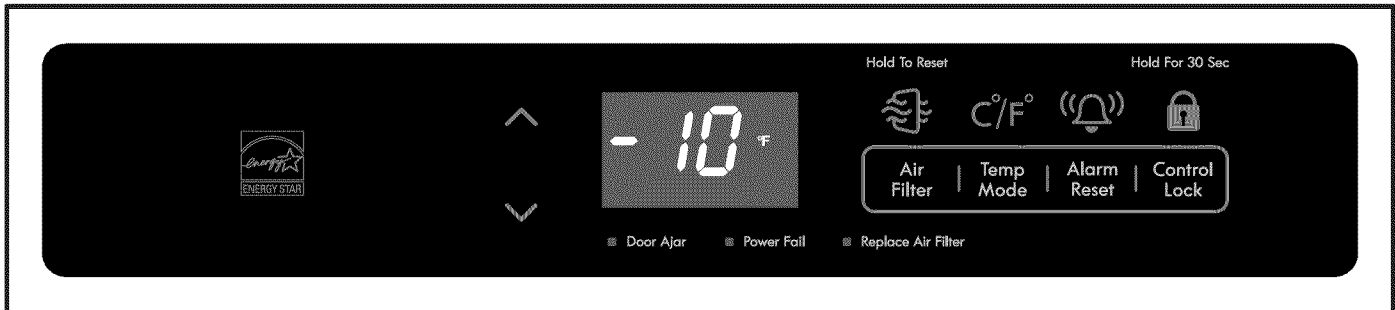 Hold To Reset
Hold For 30 Sec
C°/F°
energy
ENERGY STAR
-10 °F
Air Filter
Temp Mode
Alarm Reset
Control Lock
Door Ajar
Power Fail
Replace Air Filter